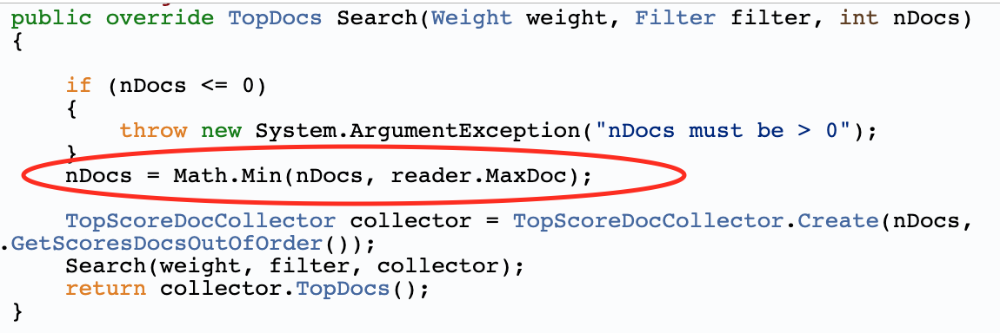 public override TopDocs Search(Weight weight, Filter filter, int nDocs)
{
if (nDocs <= 0)
{
throw new System.ArgumentException("nDocs must be > 0");
}
nDocs = Math.Min(nDocs, reader.MaxDoc);
TopScoreDocCollector collector = TopScoreDocCollector.Create(nDocs,
.GetScoresDocsOutOfOrder());
Search(weight, filter, collector);
return collector.TopDocs();
}